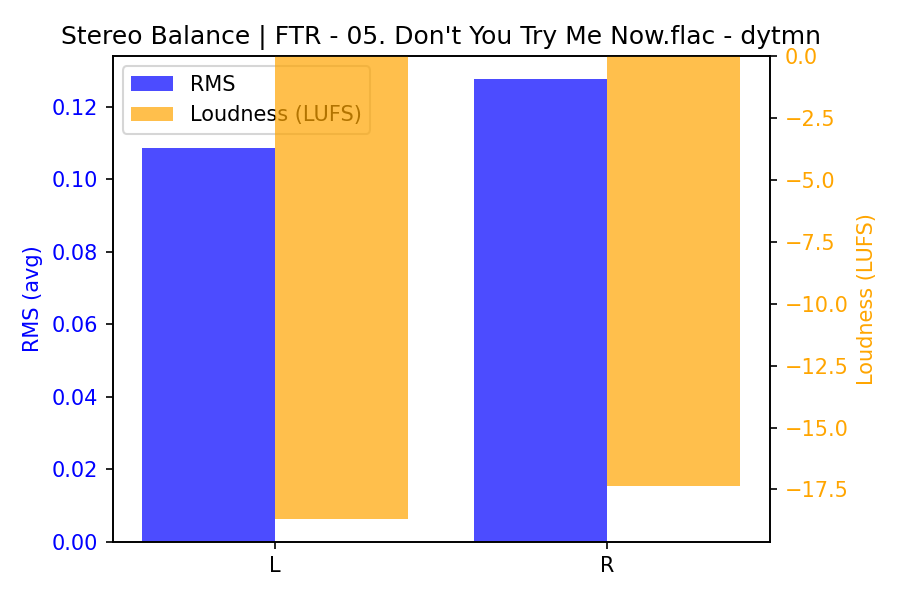 Stereo Balance | FTR - 05. Don't You Try Me Now.flac - dytmn
RMS
Loudness (LUFS)
RMS (avg)
0.12
0.10
0.08
0.06
0.04
0.02
0.00
L
R
0.0
−2.5
−5.0
−7.5
−10.0
−12.5
−15.0
−17.5
Loudness (LUFS)